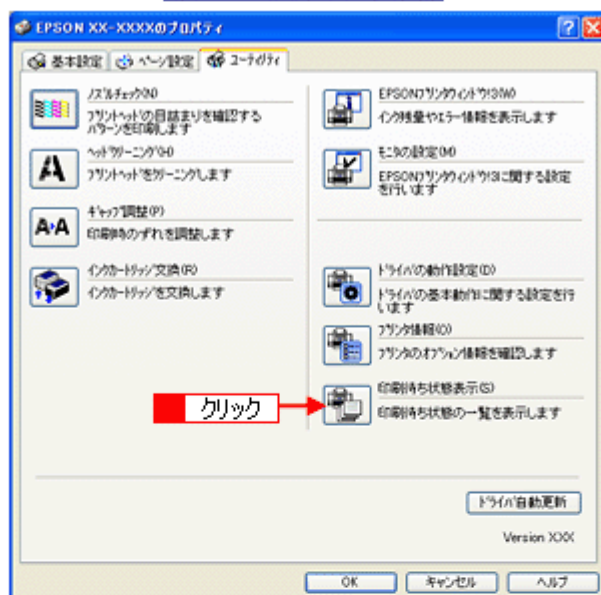 EPSON XX-XXXXのプロパティ
基本設定
ページ設定
ユーティリティ
ノズルチェック(N)
プリントヘッドの目詰まりを確認する
パターンを印刷します
ヘッドクリーニング(H)
プリントヘッドをクリーニングします
ギャップ調整(P)
印刷時のずれを調整します
インクカートリッジ交換(R)
インクカートリッジを交換します
EPSONプリンタウィンドウ!3(W)
インク残量やエラー情報を表示します
モニタの設定(M)
EPSONプリンタウィンドウ!3に関する設定
を行います
ドライバの動作設定(D)
ドライバの基本動作に関する設定を行
います
プリンタ情報(O)
プリンタのオプション情報を確認します
印刷待ち状態表示(S)
印刷待ち状態の一覧を表示します
クリック
ドライバ自動更新
Version XXX
OK
キャンセル
ヘルプ